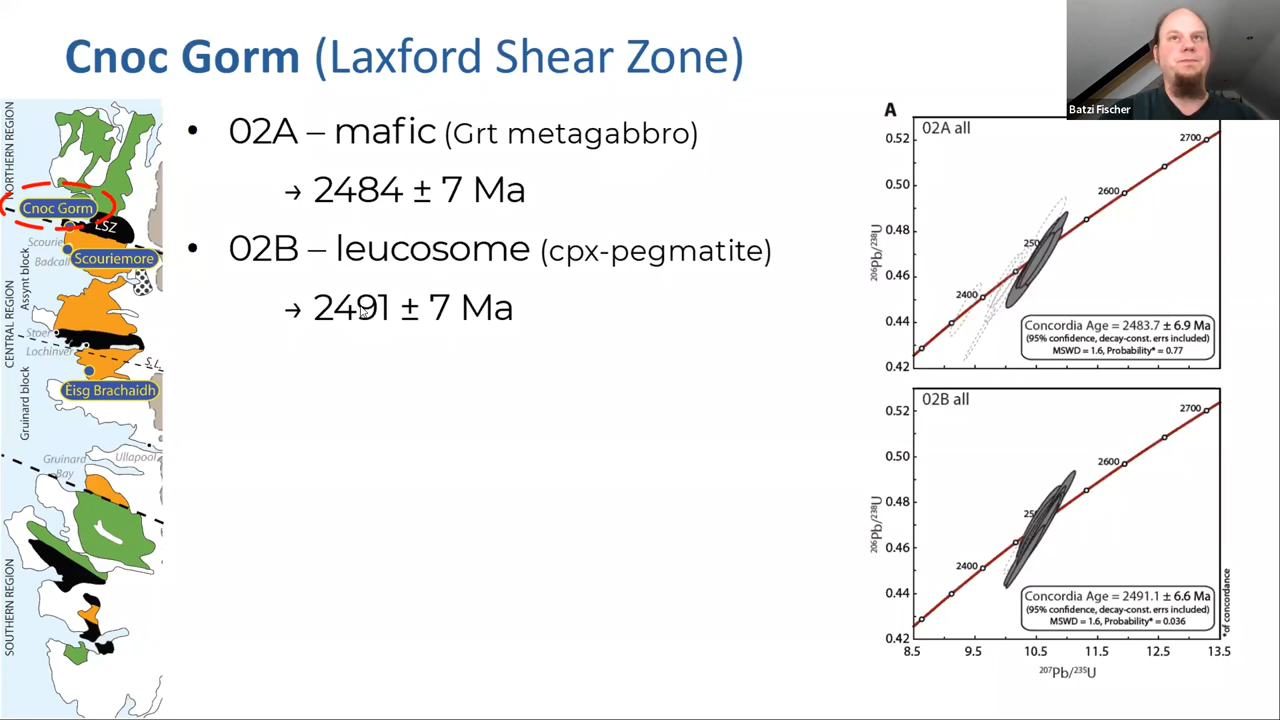 Cnoc Gorm (Laxford Shear Zone)
Batzi Fischer
• 02A – mafic (Grt metagabbro)
→ 2484 ± 7 Ma
• 02B – leucosome (cpx-pegmatite)
→ 2491 ± 7 Ma
NORTHERN REGION
Cnoc Gorm
LSZ
Scourie
Scouriemore
Badcall
Assynt block
CENTRAL REGION
Stoer
Lochinver
Eisg Brachaidh
Gruinard block
Ullapool
Gruinard
Bay
SOUTHERN REGION
A
02A all
0.52
0.50
0.48
0.46
0.44
0.42
206Pb/238U
2700
2600
2400
Concordia Age = 2483.7 ± 6.9 Ma
(95% confidence, decay-const. errs included)
MSWD = 1.6, Probability* = 0.77
02B all
0.52
0.50
0.48
0.46
0.44
0.42
206Pb/238U
2700
2600
2400
Concordia Age = 2491.1 ± 6.6 Ma
(95% confidence, decay-const. errs included)
MSWD = 1.6, Probability* = 0.036
*of concordance
8.5 9.5 10.5 11.5 12.5 13.5
207Pb/235U